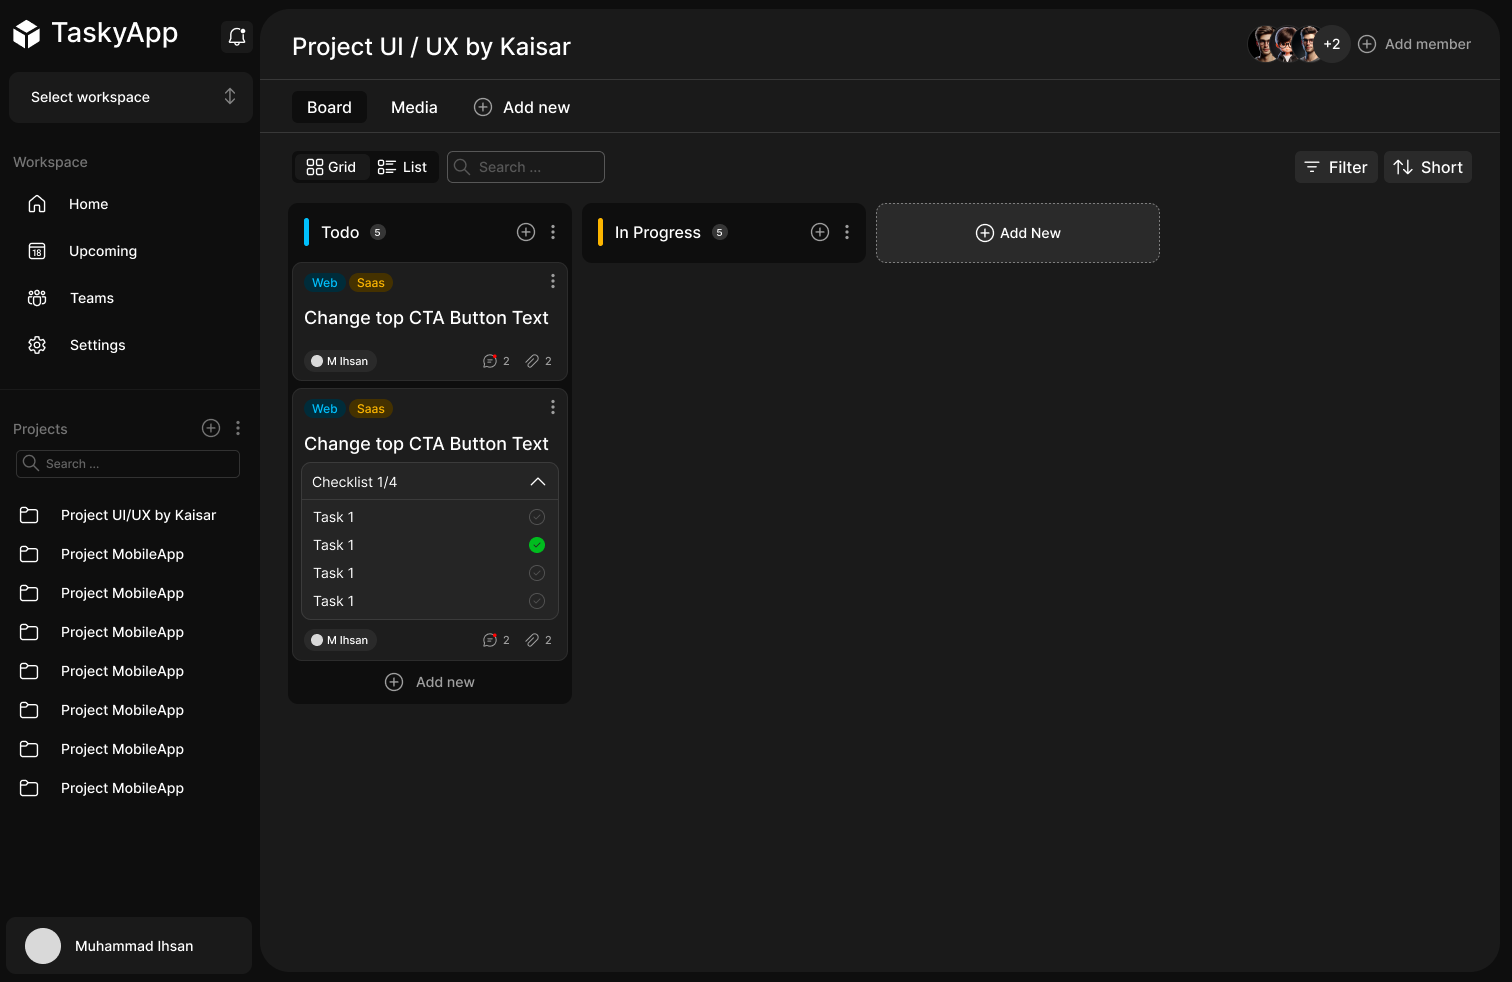 TaskyApp
Select workspace
Workspace
Home
18 Upcoming
Teams
Settings
Projects
Search ...
Project UI/UX by Kaisar
Project MobileApp
Project MobileApp
Project MobileApp
Project MobileApp
Project MobileApp
Project MobileApp
Project MobileApp
Muhammad Ihsan
Project UI / UX by Kaisar
+2 Add member
Board Media Add new
Grid List Search ... Filter Short
Todo 5
Web Saas
Change top CTA Button Text
M Ihsan 2 2
Web Saas
Change top CTA Button Text
Checklist 1/4
Task 1
Task 1
Task 1
Task 1
M Ihsan 2 2
Add new
In Progress 5
Add New